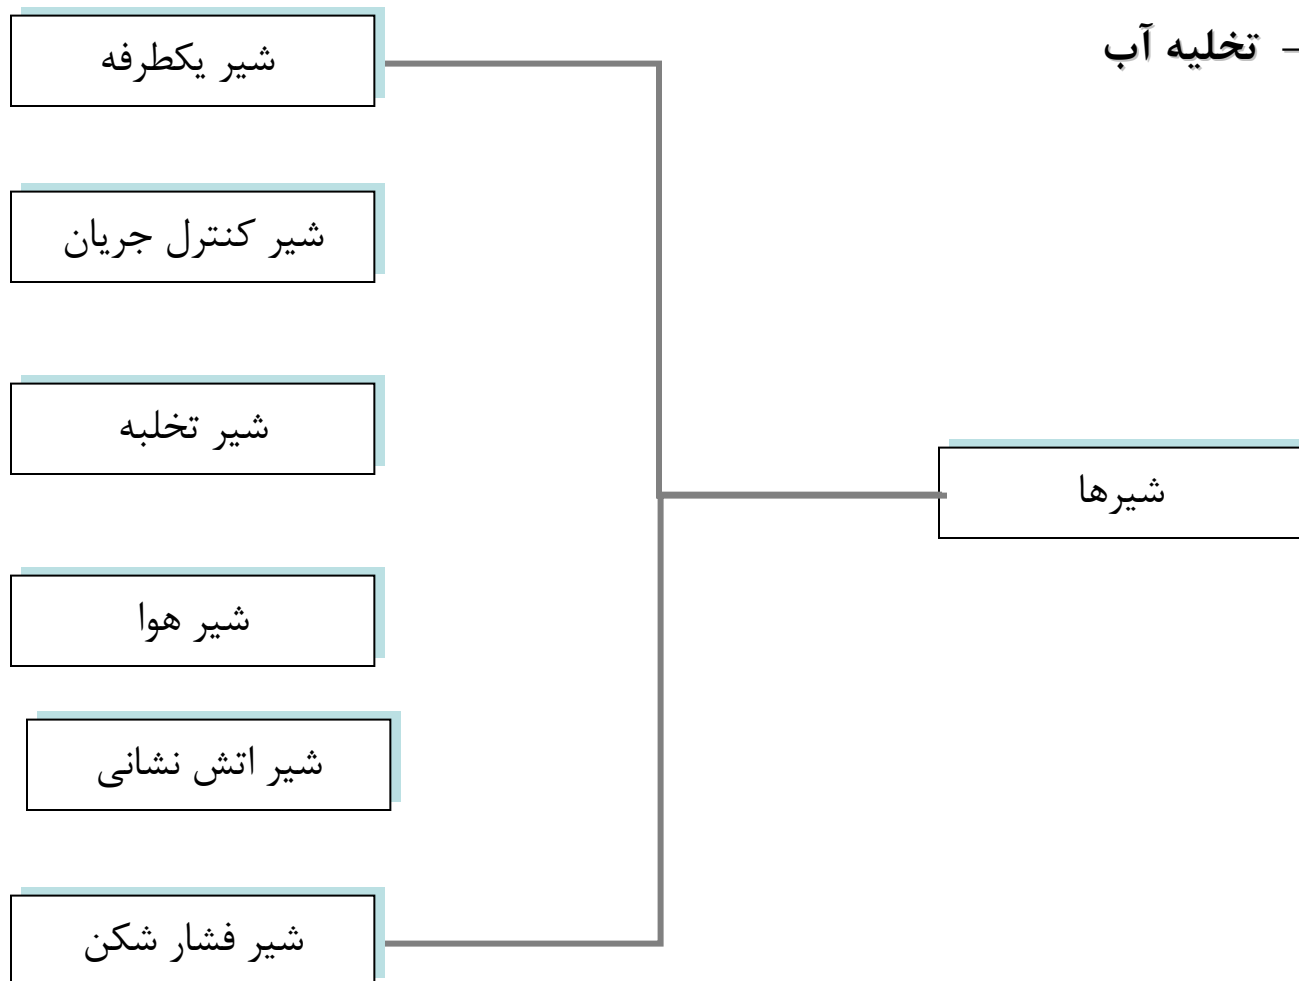 – تخلیه آب
شیرها
شیر یکطرفه
شیر کنترل جریان
شیر تخلبه
شیر هوا
شیر اتش نشانی
شیر فشار شکن